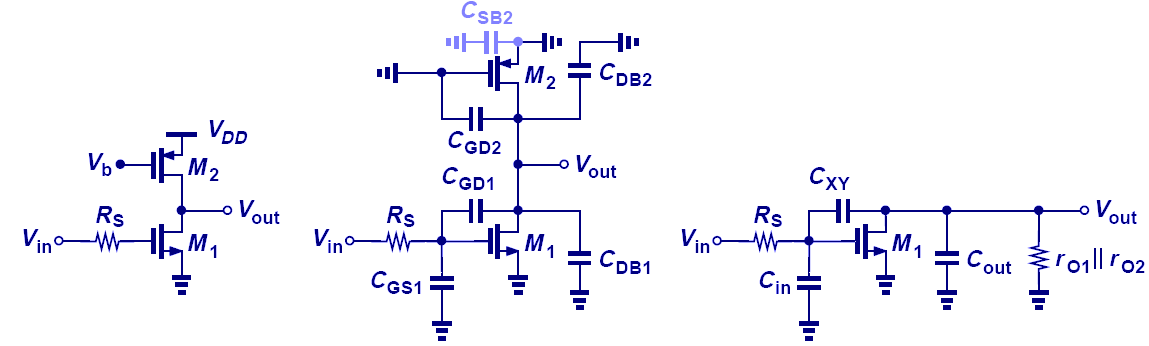 V_DD
V_b
M_2
R_S
V_out
V_in
M_1
C_SB2
M_2
C_DB2
C_GD2
V_out
C_GD1
R_S
V_in
M_1
C_DB1
C_GS1
C_XY
R_S
V_out
V_in
M_1
C_out
r_O1 || r_O2
C_in